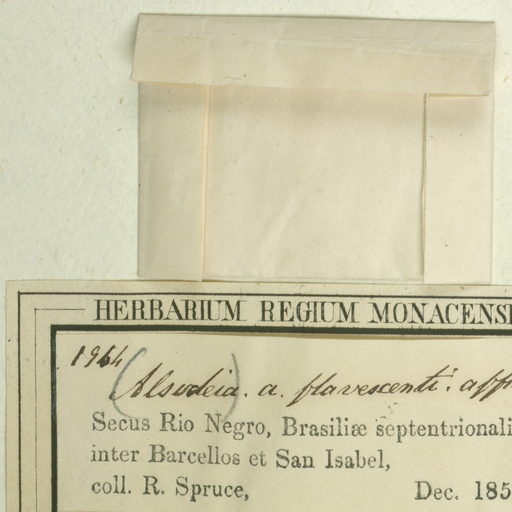 HERBARIUM REGIUM MONACENS
1964
(Alsodeia). a. flavescenti: aff
Secus Rio Negro, Brasiliæ septentrionali
inter Barcellos et San Isabel,
coll. R. Spruce, Dec. 185